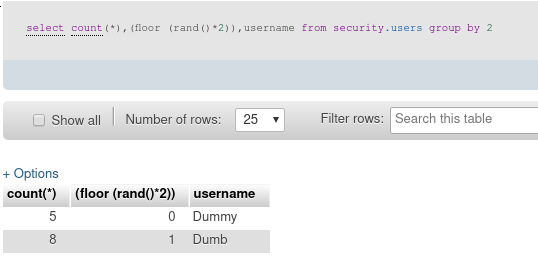 select count(*),(floor (rand()*2)),username from security.users group by 2
Show all Number of rows: 25 Filter rows: Search this table
+ Options
count(*) (floor (rand()*2)) username
5 0 Dummy
8 1 Dumb